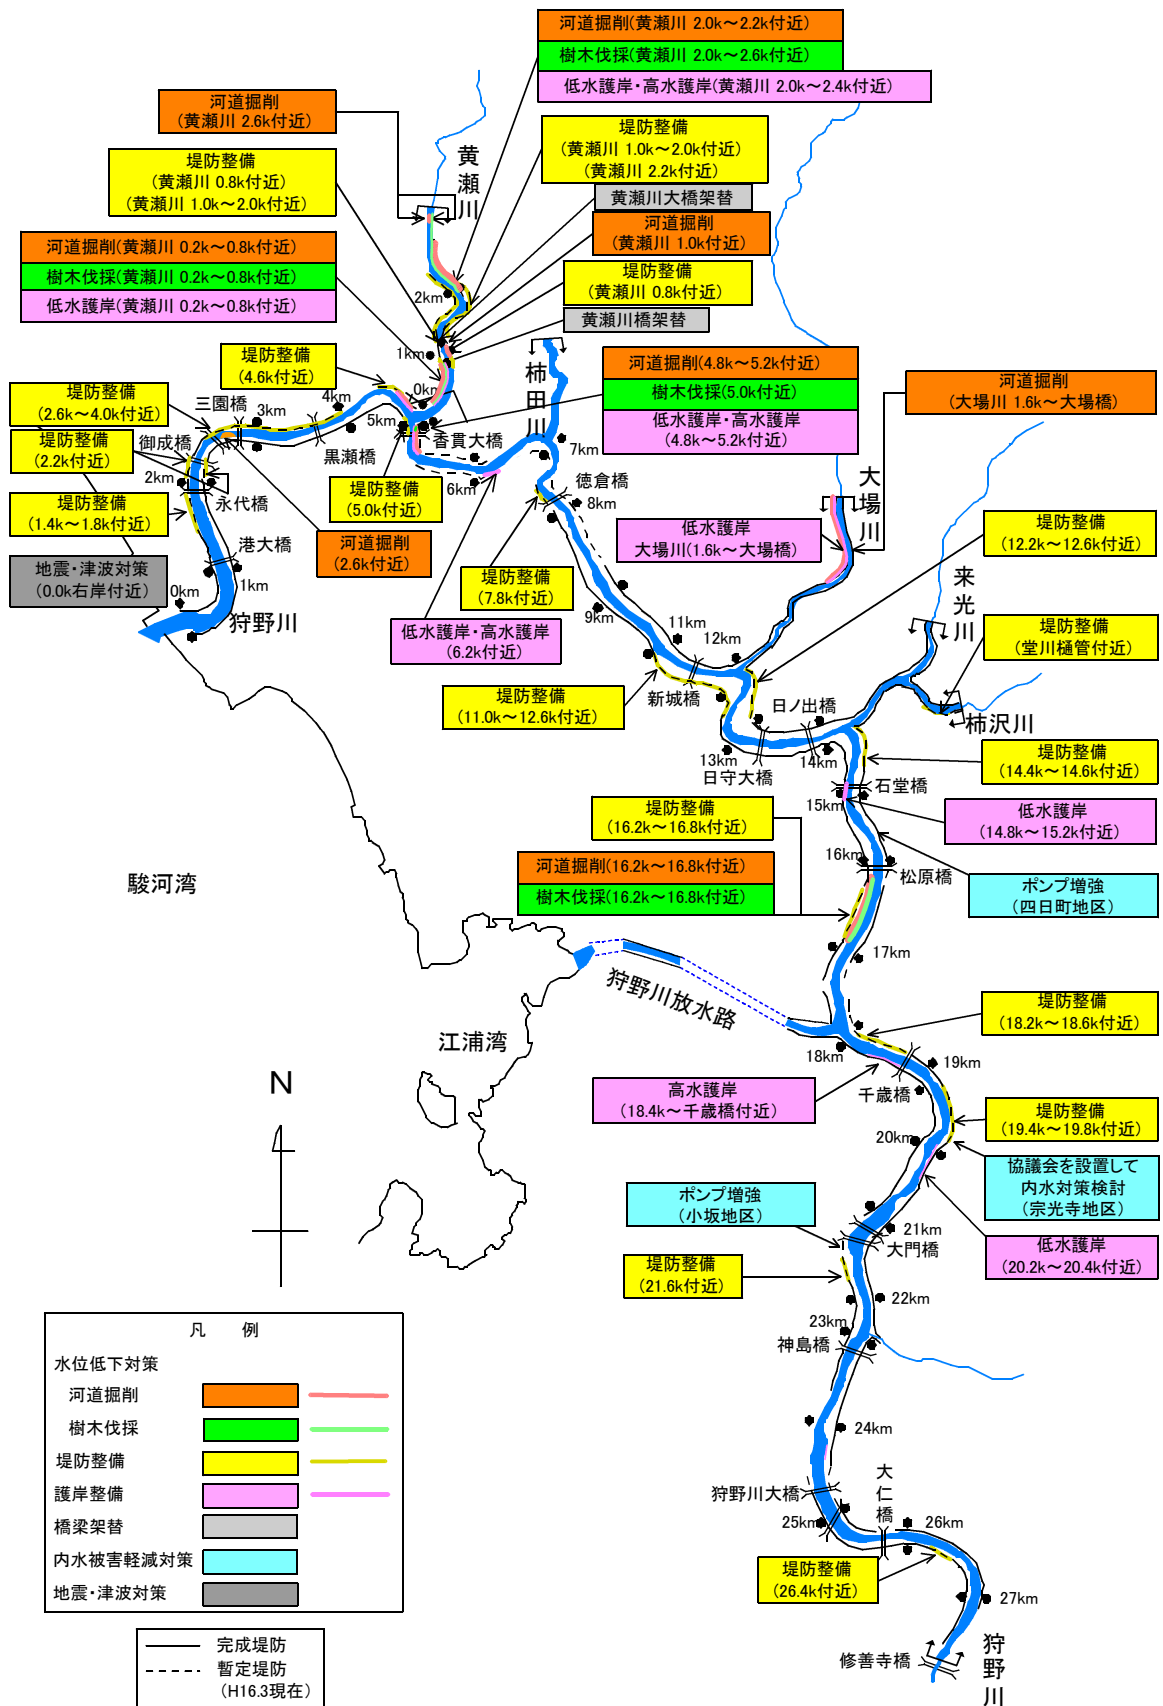 河道掘削(黄瀬川 2.0k～2.2k付近)
樹木伐採(黄瀬川 2.0k～2.6k付近)
低水護岸・高水護岸(黄瀬川 2.0k～2.4k付近)
河道掘削
(黄瀬川 2.6k付近)
堤防整備
(黄瀬川 1.0k～2.0k付近)
(黄瀬川 2.2k付近)
堤防整備
(黄瀬川 0.8k付近)
(黄瀬川 1.0k～2.0k付近)
黄瀬川
黄瀬川大橋架替
河道掘削
(黄瀬川 1.0k付近)
河道掘削(黄瀬川 0.2k～0.8k付近)
樹木伐採(黄瀬川 0.2k～0.8k付近)
低水護岸(黄瀬川 0.2k～0.8k付近)
堤防整備
(黄瀬川 0.8k付近)
黄瀬川橋架替
2km
1km
0km
堤防整備
(4.6k付近)
柿田川
河道掘削(4.8k～5.2k付近)
樹木伐採(5.0k付近)
低水護岸・高水護岸
(4.8k～5.2k付近)
河道掘削
(大場川 1.6k～大場橋)
堤防整備
(2.6k～4.0k付近)
三園橋
3km
4km
5km
香貫大橋
黒瀬橋
堤防整備
(2.2k付近)
御成橋
2km
永代橋
6km
7km
徳倉橋
8km
大場川
堤防整備
(1.4k～1.8k付近)
堤防整備
(5.0k付近)
低水護岸
大場川(1.6k～大場橋)
堤防整備
(12.2k～12.6k付近)
港大橋
河道掘削
(2.6k付近)
地震・津波対策
(0.0k右岸付近)
0km
1km
狩野川
堤防整備
(7.8k付近)
来光川
9km
11km
12km
低水護岸・高水護岸
(6.2k付近)
堤防整備
(堂川樋管付近)
堤防整備
(11.0k～12.6k付近)
新城橋
日ノ出橋
柿沢川
13km
日守大橋
14km
堤防整備
(14.4k～14.6k付近)
石堂橋
15km
堤防整備
(16.2k～16.8k付近)
低水護岸
(14.8k～15.2k付近)
16km
松原橋
河道掘削(16.2k～16.8k付近)
樹木伐採(16.2k～16.8k付近)
ポンプ増強
(四日町地区)
駿河湾
17km
狩野川放水路
堤防整備
(18.2k～18.6k付近)
江浦湾
18km
19km
千歳橋
高水護岸
(18.4k～千歳橋付近)
N
堤防整備
(19.4k～19.8k付近)
20km
協議会を設置して
内水対策検討
(宗光寺地区)
ポンプ増強
(小坂地区)
21km
大門橋
低水護岸
(20.2k～20.4k付近)
堤防整備
(21.6k付近)
22km
23km
神島橋
24km
狩野川大橋
大仁橋
25km
26km
堤防整備
(26.4k付近)
27km
修善寺橋
狩野川
凡 例
水位低下対策
河道掘削
樹木伐採
堤防整備
護岸整備
橋梁架替
内水被害軽減対策
地震・津波対策
完成堤防
暫定堤防
(H16.3現在)